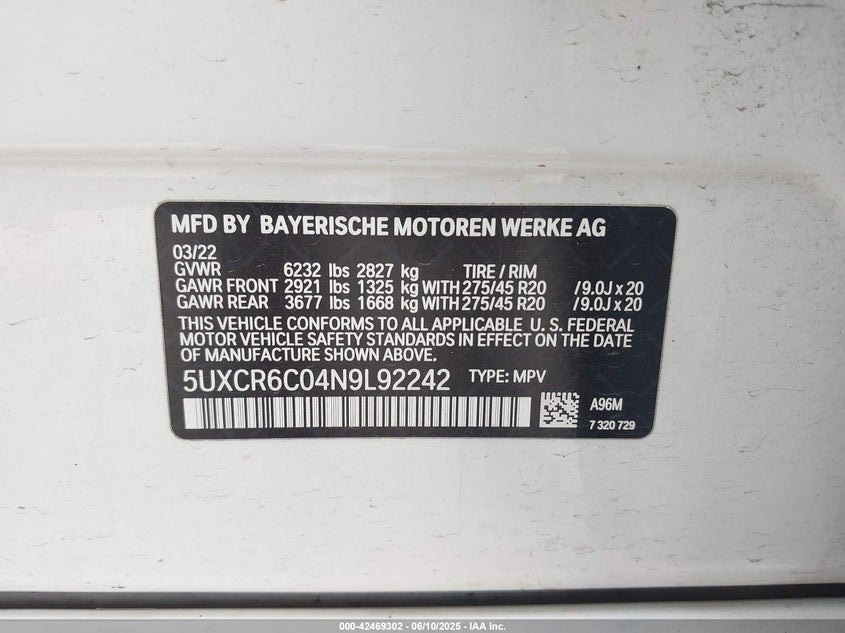 MFD BY BAYERISCHE MOTOREN WERKE AG
03/22
GVWR 6232 lbs 2827 kg TIRE / RIM
GAWR FRONT 2921 lbs 1325 kg WITH 275/45 R20 /9.0J x 20
GAWR REAR 3677 lbs 1668 kg WITH 275/45 R20 /9.0J x 20
THIS VEHICLE CONFORMS TO ALL APPLICABLE U. S. FEDERAL
MOTOR VEHICLE SAFETY STANDARDS IN EFFECT ON THE DATE
OF MANUFACTURE SHOWN ABOVE.
5UXCR6C04N9L92242 TYPE: MPV
A96M
7 320 729
000-42469302 - 06/10/2025 - IAA Inc.